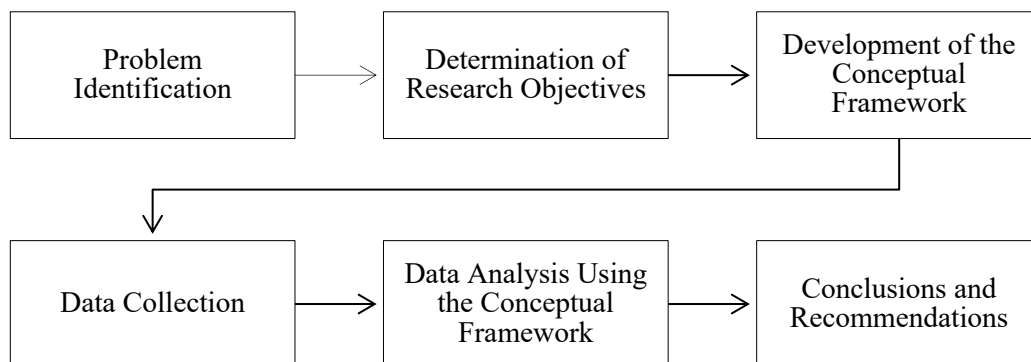 Problem
Identification
Determination of
Research Objectives
Development of the
Conceptual
Framework
Data Collection
Data Analysis Using
the Conceptual
Framework
Conclusions and
Recommendations